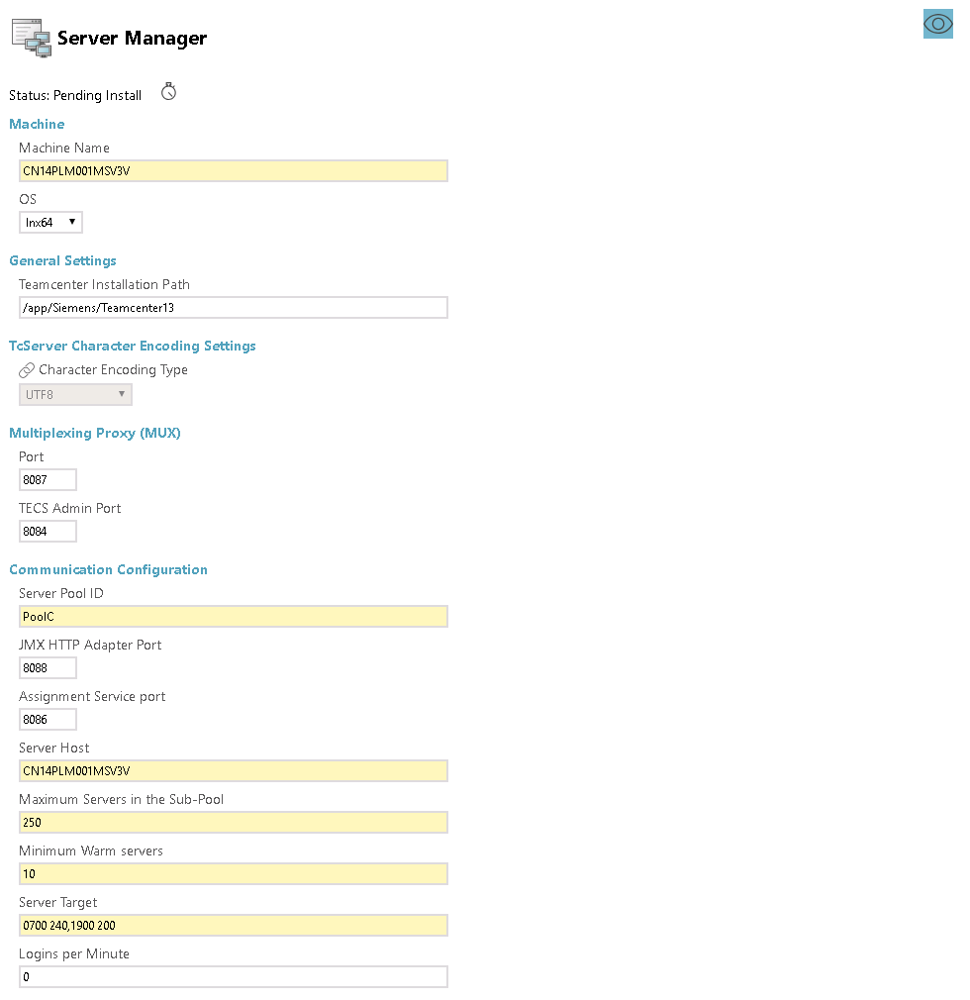 Server Manager
Status: Pending Install
Machine
Machine Name
CN14PLM001MSV3V
OS
lnx64
General Settings
Teamcenter Installation Path
/app/Siemens/Teamcenter13
TcServer Character Encoding Settings
Character Encoding Type
UTF8
Multiplexing Proxy (MUX)
Port
8087
TECS Admin Port
8084
Communication Configuration
Server Pool ID
PoolC
JMX HTTP Adapter Port
8088
Assignment Service port
8086
Server Host
CN14PLM001MSV3V
Maximum Servers in the Sub-Pool
250
Minimum Warm servers
10
Server Target
0700 240,1900 200
Logins per Minute
0